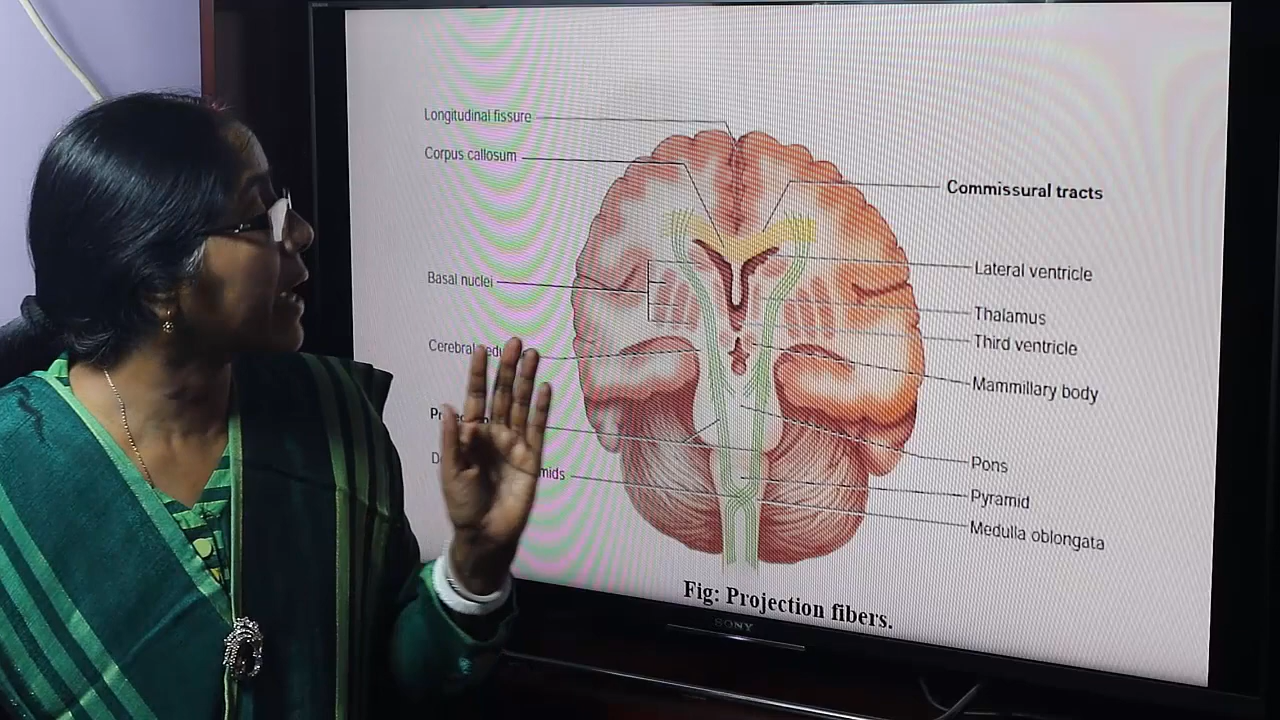 Longitudinal fissure
Corpus callosum
Commissural tracts
Lateral ventricle
Basal nuclei
Thalamus
Third ventricle
Cerebral
Mammillary body
Pons
Pyramid
Medulla oblongata
Fig: Projection fibers.
SONY